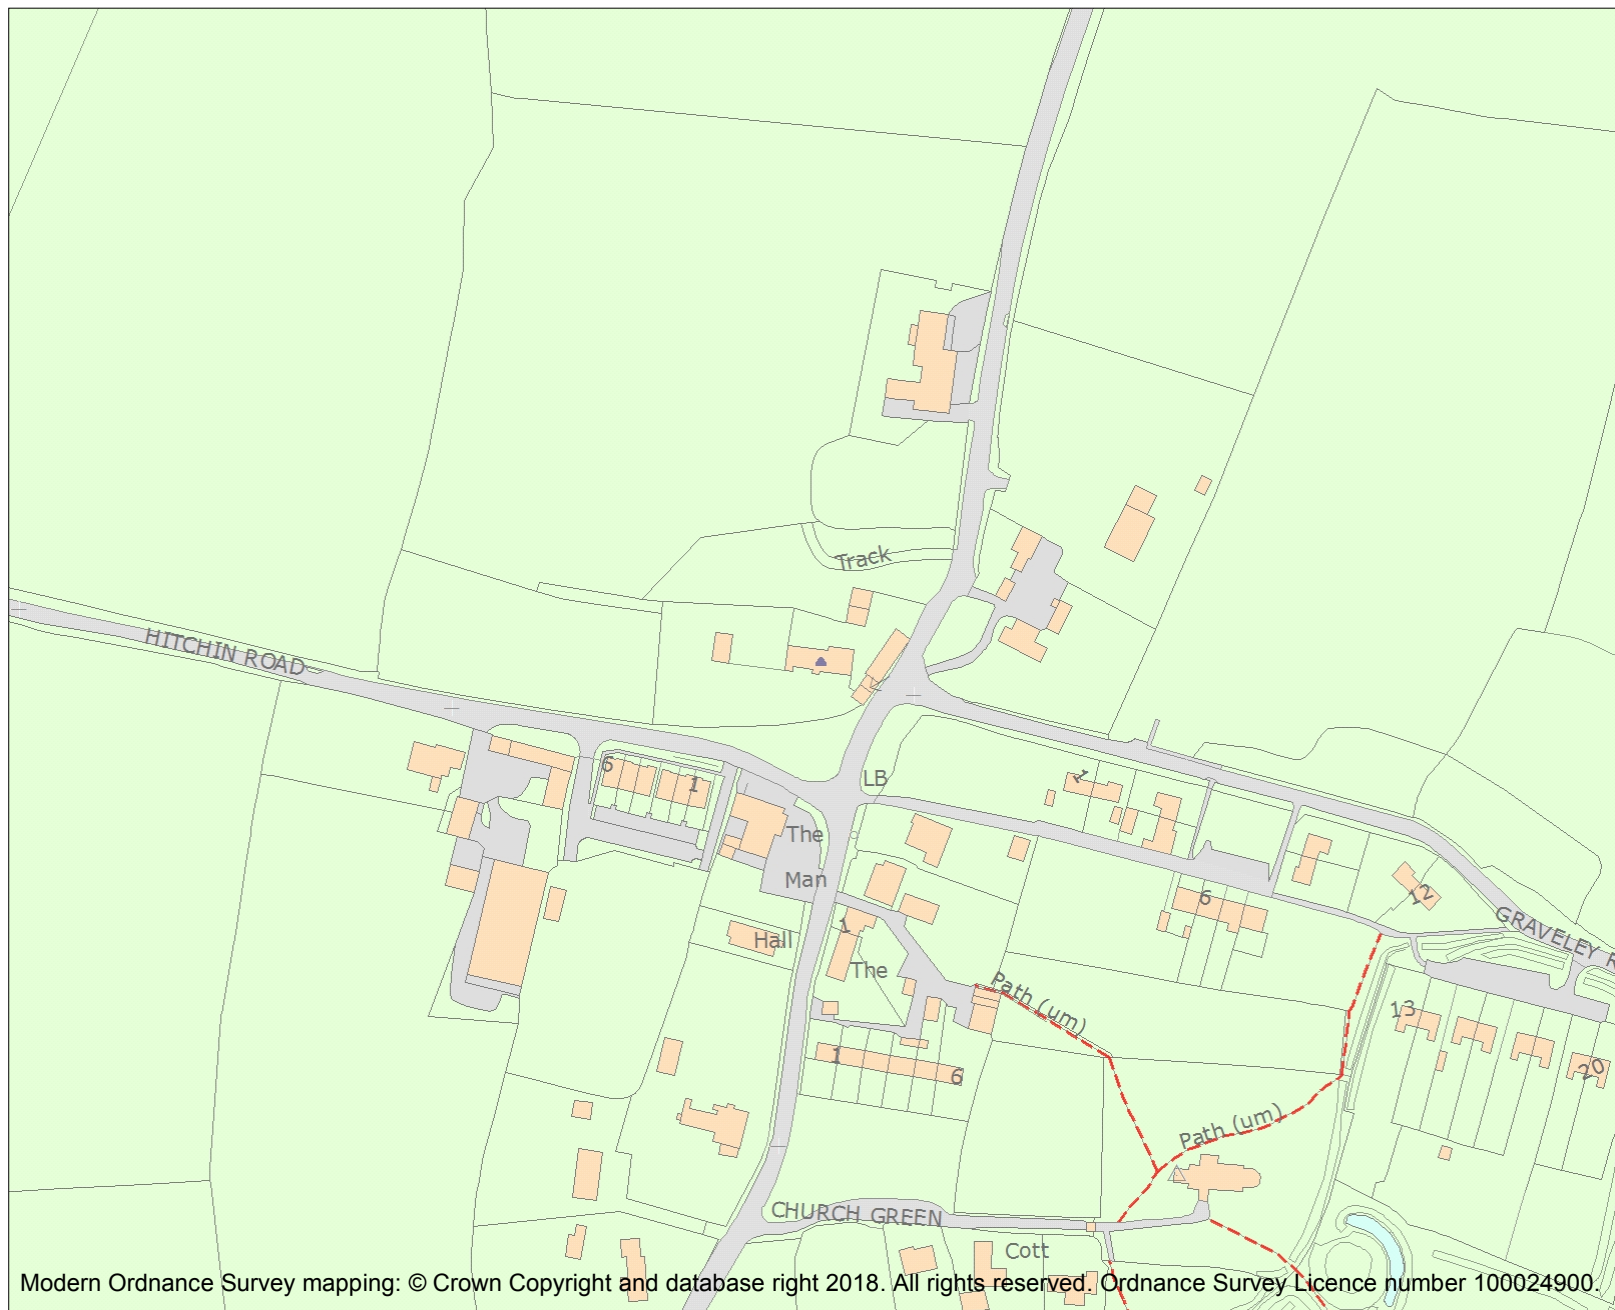 Track
HITCHIN ROAD
5
1
LB
1
The
Man
6
12
GRAVELEY R
1
Hall
The
Path (um)
13
1
6
20
Path (um)
CHURCH GREEN
Cott
Modern Ordnance Survey mapping: © Crown Copyright and database right 2018. All rights reserved. Ordnance Survey Licence number 100024900.